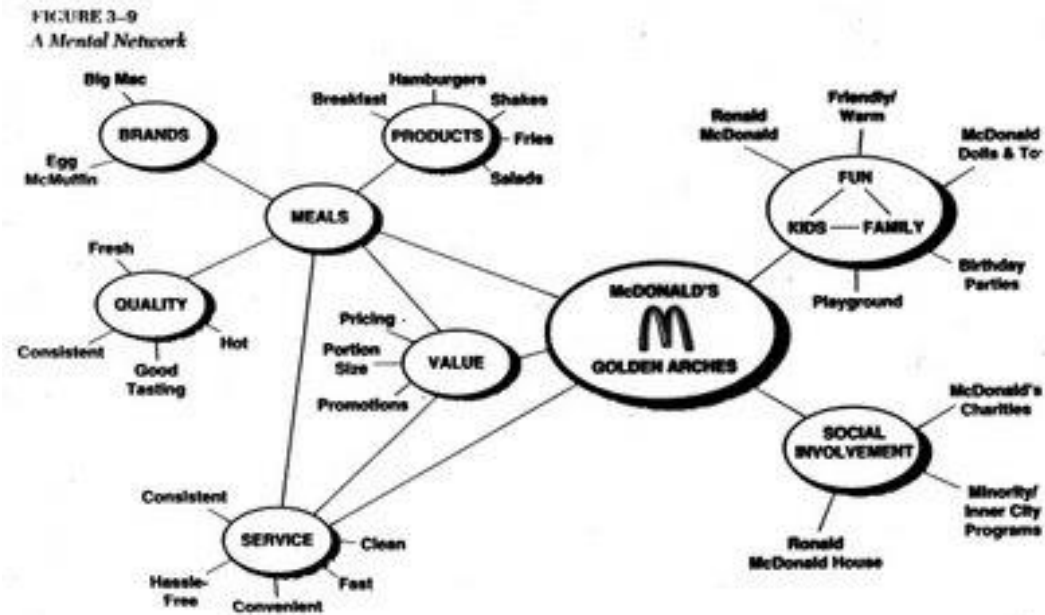 FIGURE 3–9
A Mental Network
Big Mac
BRANDS
Egg
McMuffin
Hamburgers
Breakfast
Shakes
PRODUCTS
Fries
Salads
MEALS
Fresh
QUALITY
Consistent
Hot
Good
Tasting
Pricing
Portion
Size
VALUE
Promotions
Consistent
SERVICE
Clean
Hassle-
Free
Fast
Convenient
McDONALD'S
GOLDEN ARCHES
Ronald
McDonald
Friendly/
Warm
McDonald
Dolls & To
FUN
KIDS
FAMILY
Birthday
Parties
Playground
SOCIAL
INVOLVEMENT
McDonald's
Charities
Minority/
Inner City
Programs
Ronald
McDonald House